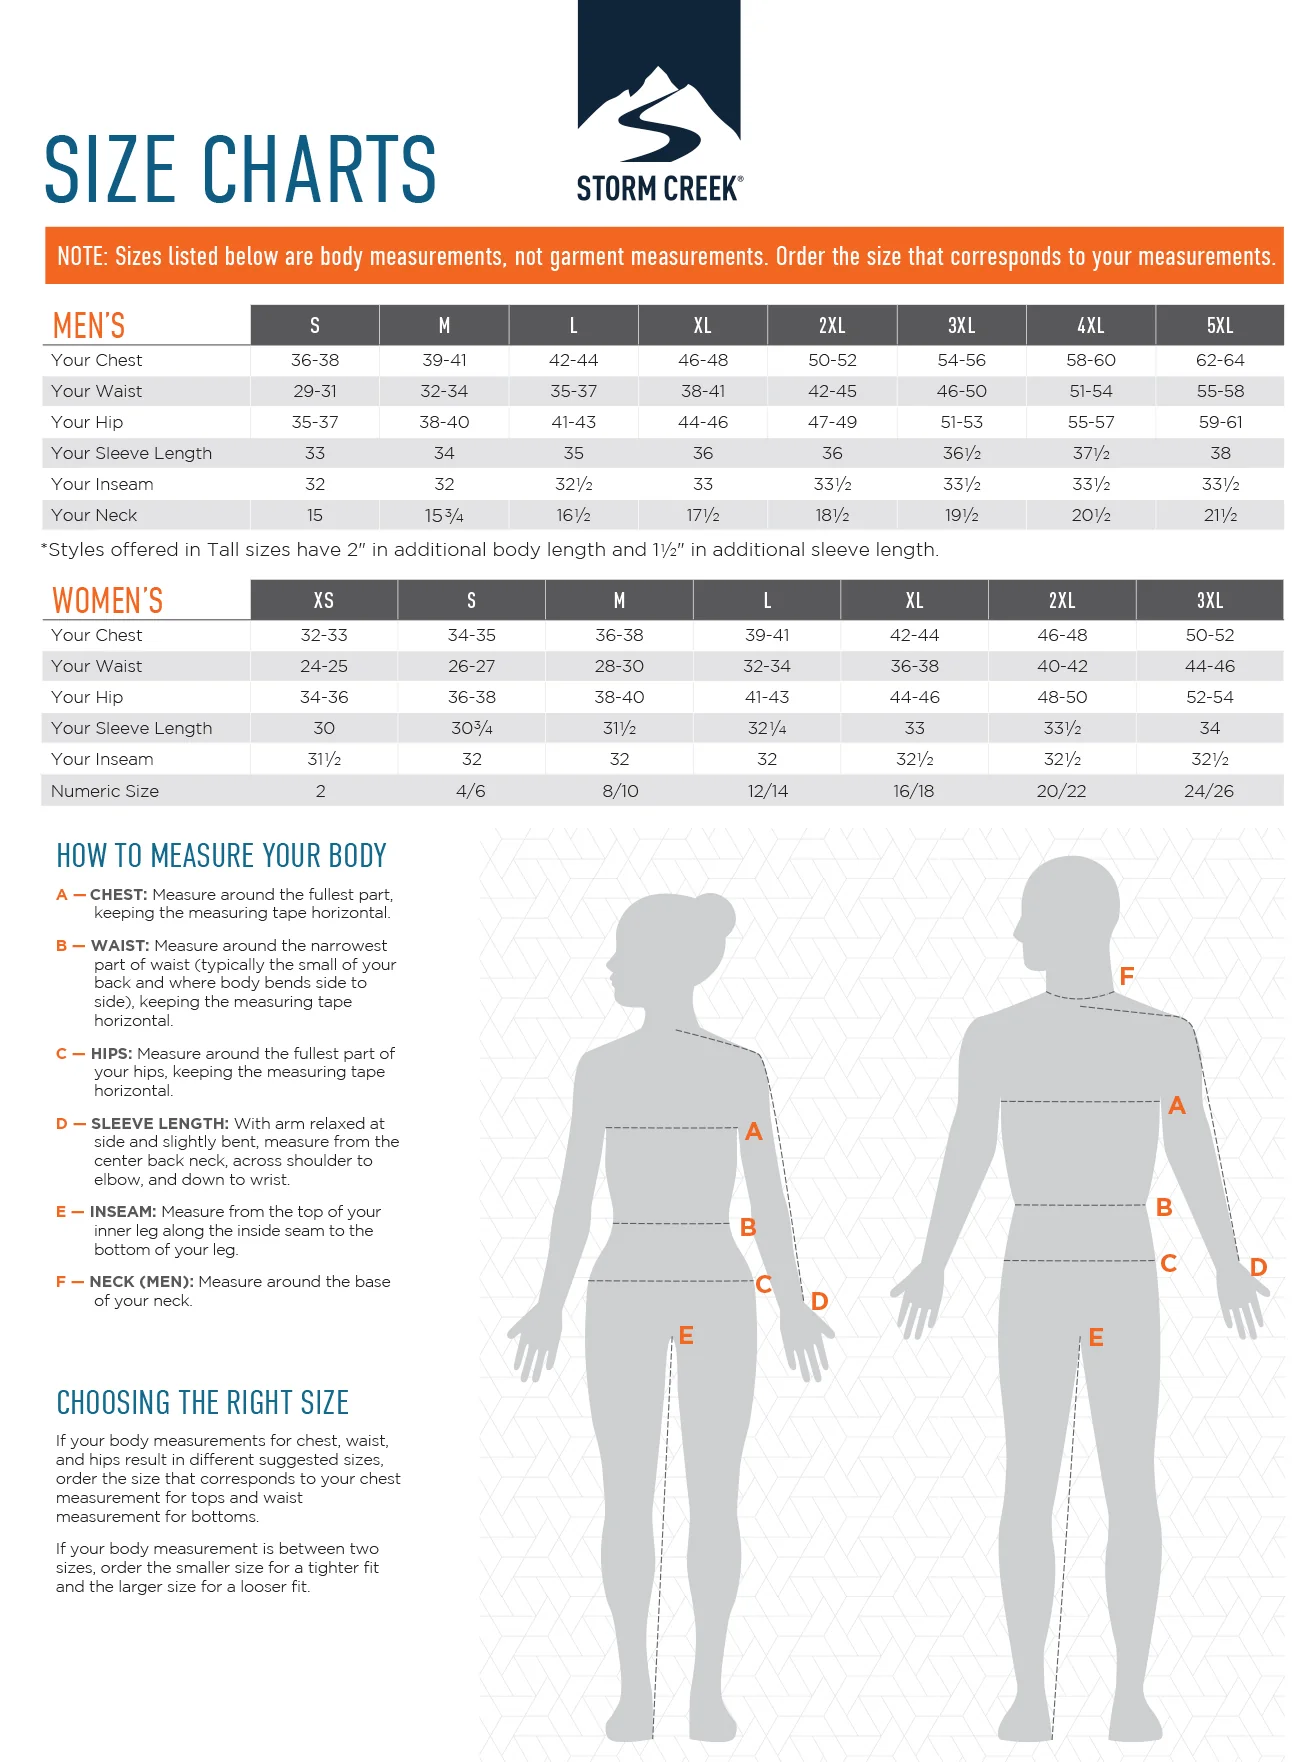 STORM CREEK®
SIZE CHARTS
NOTE: Sizes listed below are body measurements, not garment measurements. Order the size that corresponds to your measurements.
MEN'S S M L XL 2XL 3XL 4XL 5XL
Your Chest 36-38 39-41 42-44 46-48 50-52 54-56 58-60 62-64
Your Waist 29-31 32-34 35-37 38-41 42-45 46-50 51-54 55-58
Your Hip 35-37 38-40 41-43 44-46 47-49 51-53 55-57 59-61
Your Sleeve Length 33 34 35 36 36 36½ 37½ 38
Your Inseam 32 32 32½ 33 33½ 33½ 33½ 33½
Your Neck 15 15¾ 16½ 17½ 18½ 19½ 20½ 21½
*Styles offered in Tall sizes have 2" in additional body length and 1½" in additional sleeve length.
WOMEN'S XS S M L XL 2XL 3XL
Your Chest 32-33 34-35 36-38 39-41 42-44 46-48 50-52
Your Waist 24-25 26-27 28-30 32-34 36-38 40-42 44-46
Your Hip 34-36 36-38 38-40 41-43 44-46 48-50 52-54
Your Sleeve Length 30 30¾ 31½ 32¼ 33 33½ 34
Your Inseam 31½ 32 32 32 32½ 32½ 32½
Numeric Size 2 4/6 8/10 12/14 16/18 20/22 24/26
HOW TO MEASURE YOUR BODY
A — CHEST: Measure around the fullest part,
keeping the measuring tape horizontal.
B — WAIST: Measure around the narrowest
part of waist (typically the small of your
back and where body bends side to
side), keeping the measuring tape
horizontal.
C — HIPS: Measure around the fullest part of
your hips, keeping the measuring tape
horizontal.
D — SLEEVE LENGTH: With arm relaxed at
side and slightly bent, measure from the
center back neck, across shoulder to
elbow, and down to wrist.
E — INSEAM: Measure from the top of your
inner leg along the inside seam to the
bottom of your leg.
F — NECK (MEN): Measure around the base
of your neck.
CHOOSING THE RIGHT SIZE
If your body measurements for chest, waist,
and hips result in different suggested sizes,
order the size that corresponds to your chest
measurement for tops and waist
measurement for bottoms.
If your body measurement is between two
sizes, order the smaller size for a tighter fit
and the larger size for a looser fit.
A
B
C
D
E
F
A
B
C
D
E